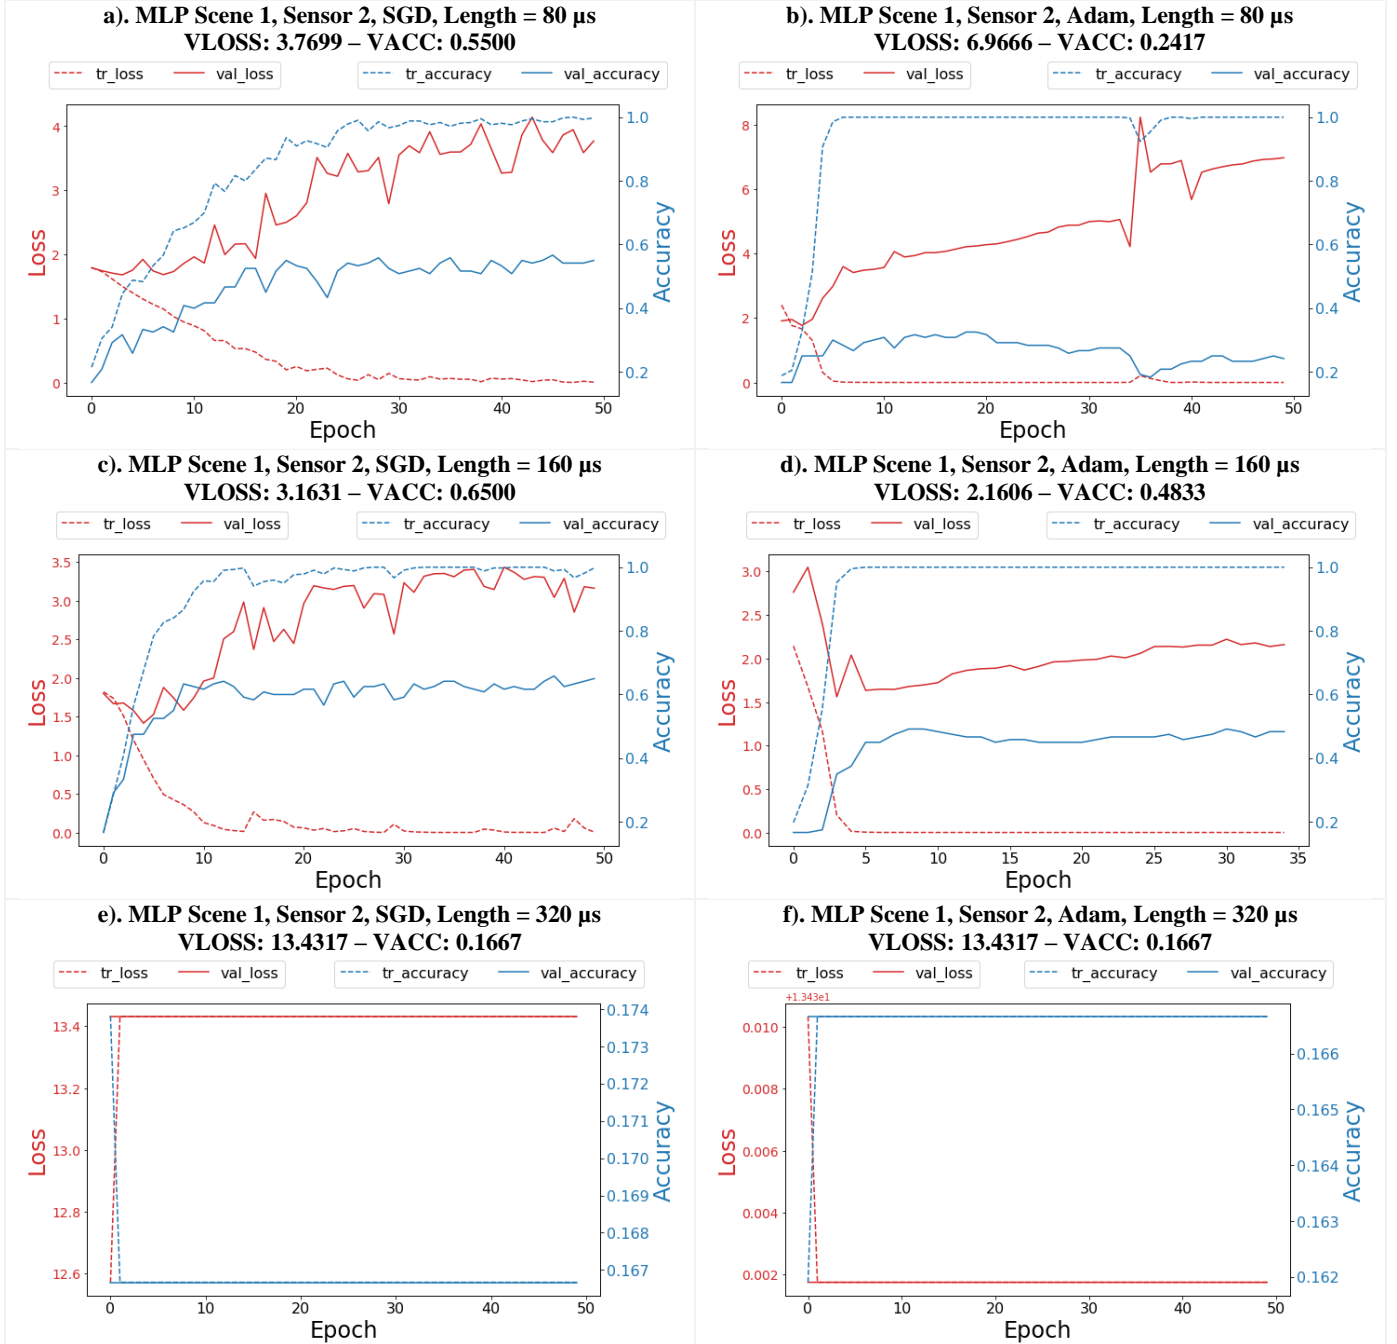 a). MLP Scene 1, Sensor 2, SGD, Length = 80 µs
VLOSS: 3.7699 – VACC: 0.5500
tr_loss val_loss tr_accuracy val_accuracy
4
3
2
1
0
Loss
1.0
0.8
0.6
0.4
0.2
Accuracy
0 10 20 30 40 50
Epoch
b). MLP Scene 1, Sensor 2, Adam, Length = 80 µs
VLOSS: 6.9666 – VACC: 0.2417
tr_loss val_loss tr_accuracy val_accuracy
8
6
4
2
0
Loss
1.0
0.8
0.6
0.4
0.2
Accuracy
0 10 20 30 40 50
Epoch
c). MLP Scene 1, Sensor 2, SGD, Length = 160 µs
VLOSS: 3.1631 – VACC: 0.6500
tr_loss val_loss tr_accuracy val_accuracy
3.5
3.0
2.5
2.0
1.5
1.0
0.5
0.0
Loss
1.0
0.8
0.6
0.4
0.2
Accuracy
0 10 20 30 40 50
Epoch
d). MLP Scene 1, Sensor 2, Adam, Length = 160 µs
VLOSS: 2.1606 – VACC: 0.4833
tr_loss val_loss tr_accuracy val_accuracy
3.0
2.5
2.0
1.5
1.0
0.5
0.0
Loss
1.0
0.8
0.6
0.4
0.2
Accuracy
0 5 10 15 20 25 30 35
Epoch
e). MLP Scene 1, Sensor 2, SGD, Length = 320 µs
VLOSS: 13.4317 – VACC: 0.1667
tr_loss val_loss tr_accuracy val_accuracy
13.4
13.2
13.0
12.8
12.6
Loss
0.174
0.173
0.172
0.171
0.170
0.169
0.168
0.167
Accuracy
0 10 20 30 40 50
Epoch
f). MLP Scene 1, Sensor 2, Adam, Length = 320 µs
VLOSS: 13.4317 – VACC: 0.1667
tr_loss val_loss tr_accuracy val_accuracy
+1.343e1
0.010
0.008
0.006
0.004
0.002
Loss
0.166
0.165
0.164
0.163
0.162
Accuracy
0 10 20 30 40 50
Epoch